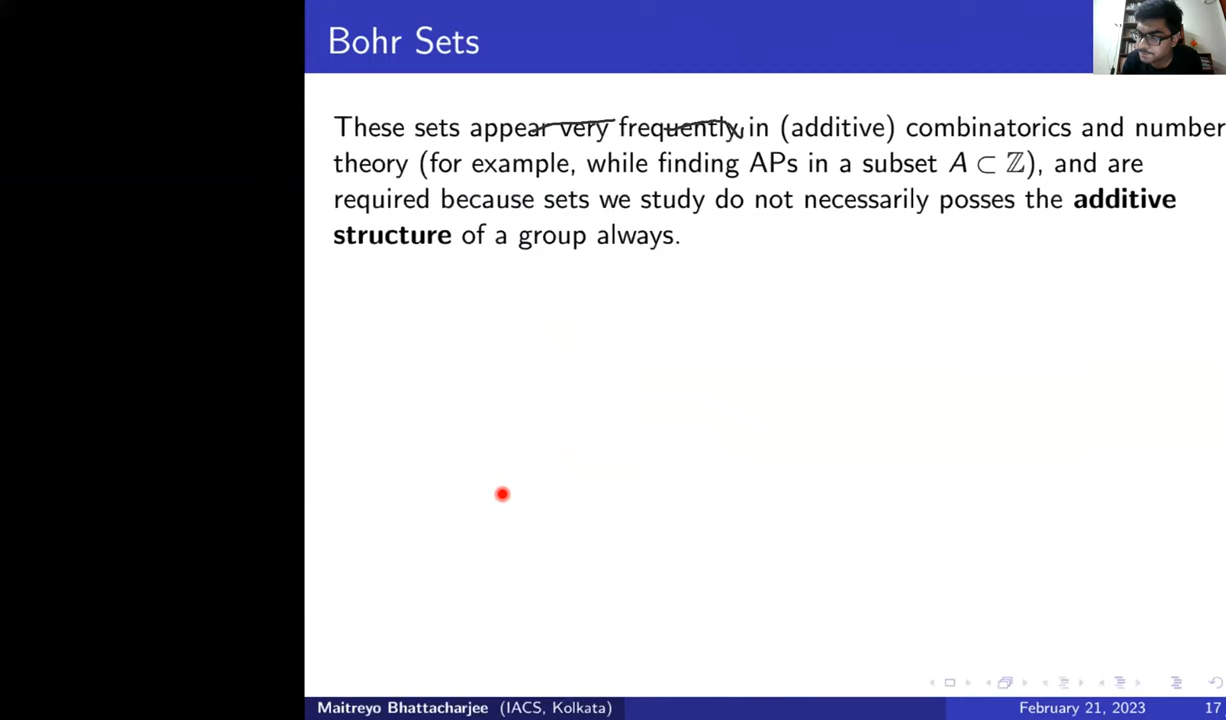 Bohr Sets
These sets appear very frequently in (additive) combinatorics and number
theory (for example, while finding APs in a subset A ⊂ ℤ), and are
required because sets we study do not necessarily posses the additive
structure of a group always.
Maitreyo Bhattacharjee (IACS, Kolkata) February 21, 2023 17